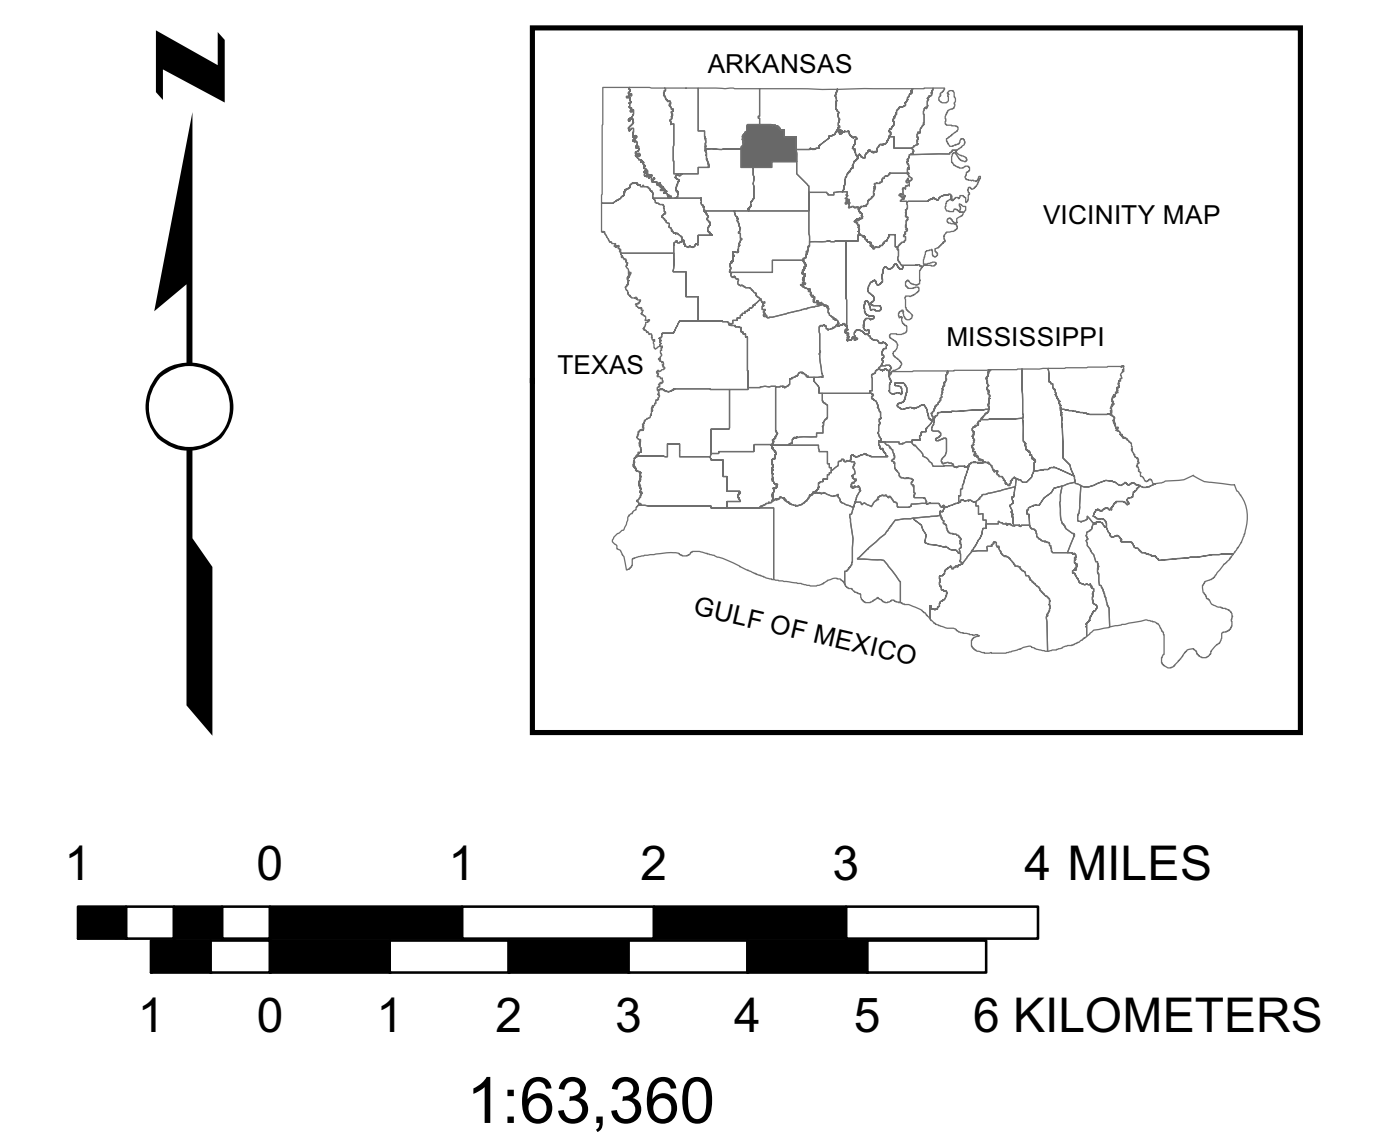 N
ARKANSAS
VICINITY MAP
MISSISSIPPI
TEXAS
GULF OF MEXICO
1 0 1 2 3 4 MILES
1 0 1 2 3 4 5 6 KILOMETERS
1:63,360